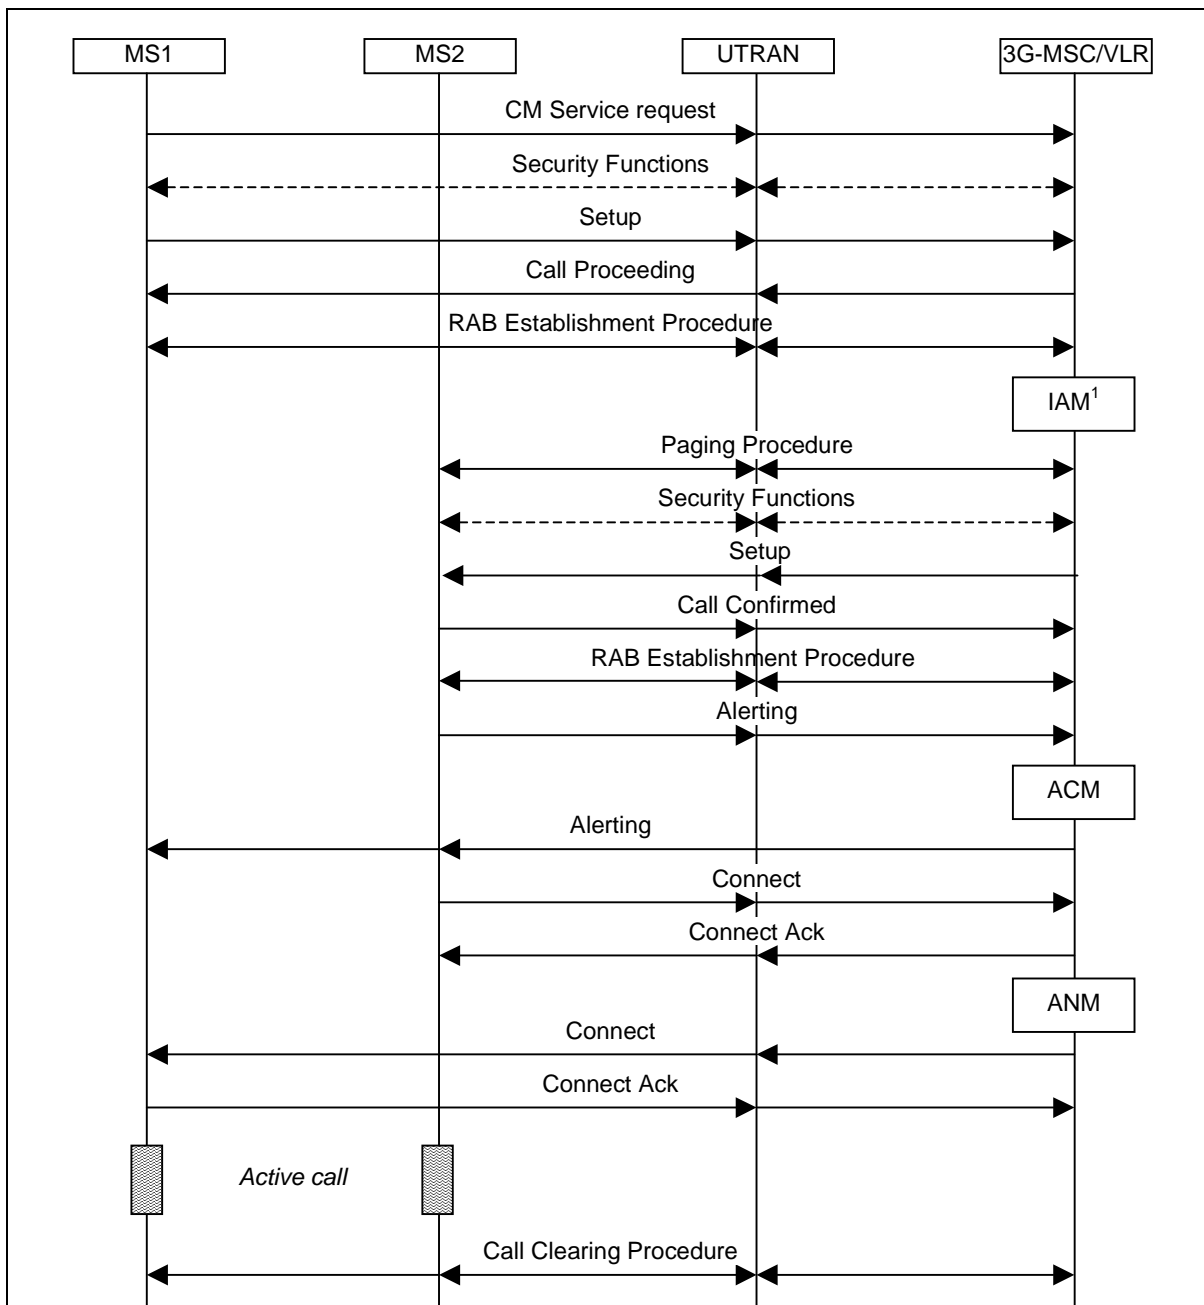 MS1 MS2 UTRAN 3G-MSC/VLR
CM Service request
Security Functions
Setup
Call Proceeding
RAB Establishment Procedure
IAM¹
Paging Procedure
Security Functions
Setup
Call Confirmed
RAB Establishment Procedure
Alerting
ACM
Alerting
Connect
Connect Ack
ANM
Connect
Connect Ack
Active call
Call Clearing Procedure